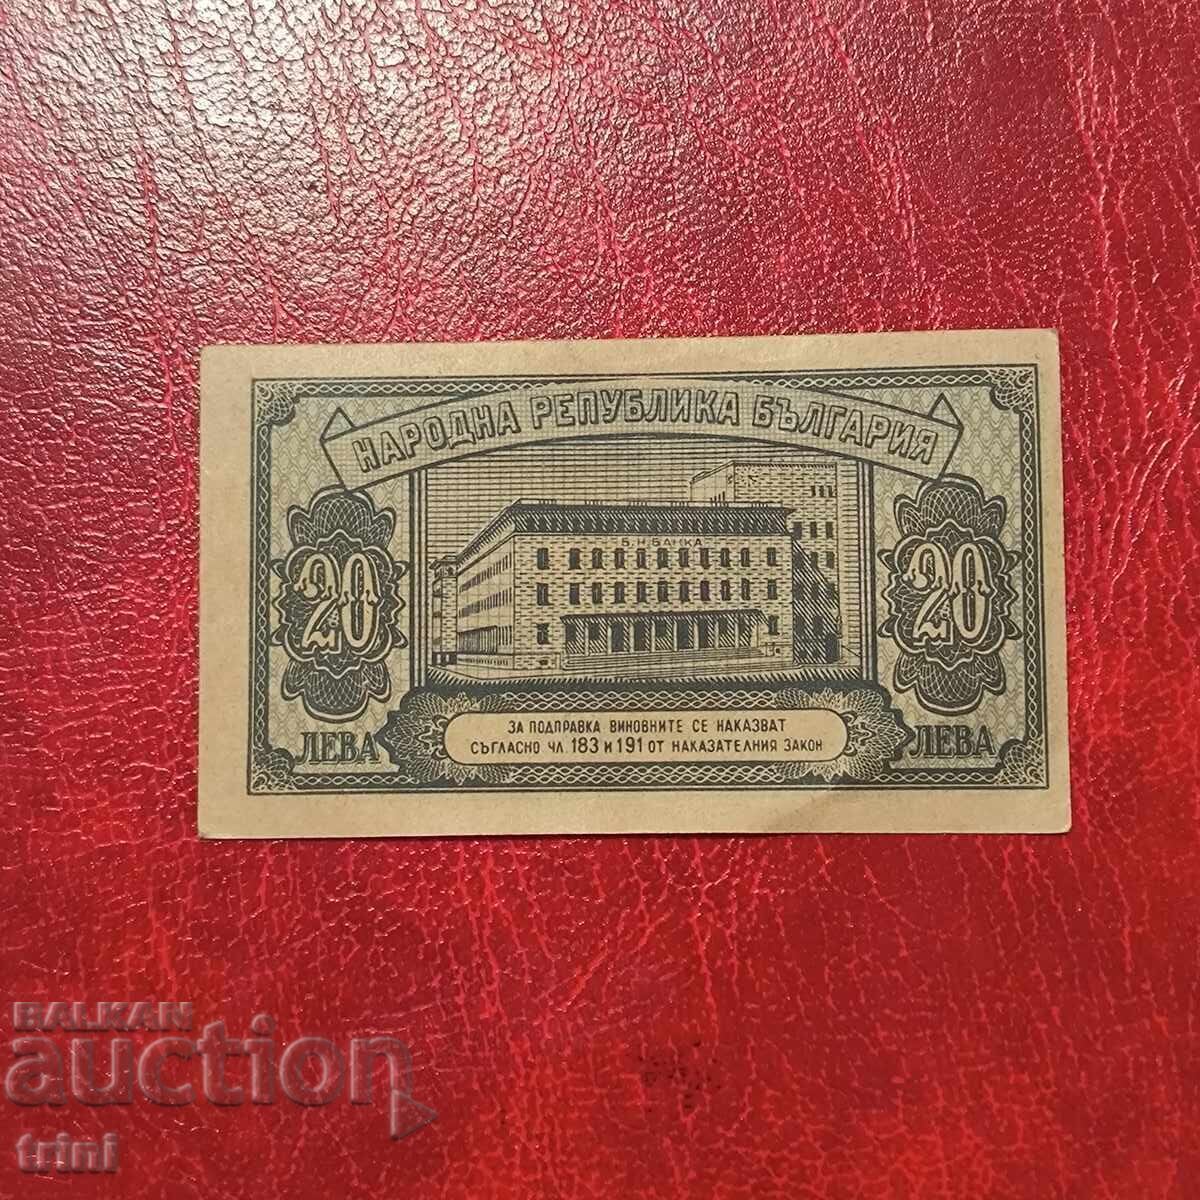 НАРОДНА РЕПУБЛИКА БЪЛГАРИЯ
Б.Н.БАНКА
20 20
ЛЕВА ЛЕВА
ЗА ПОДПРАВКА ВИНОВНИТЕ СЕ НАКАЗВАТ
СЪГЛАСНО ЧЛ. 183 И 191 ОТ НАКАЗАТЕЛНИЯ ЗАКОН
BALKAN
auction
trini